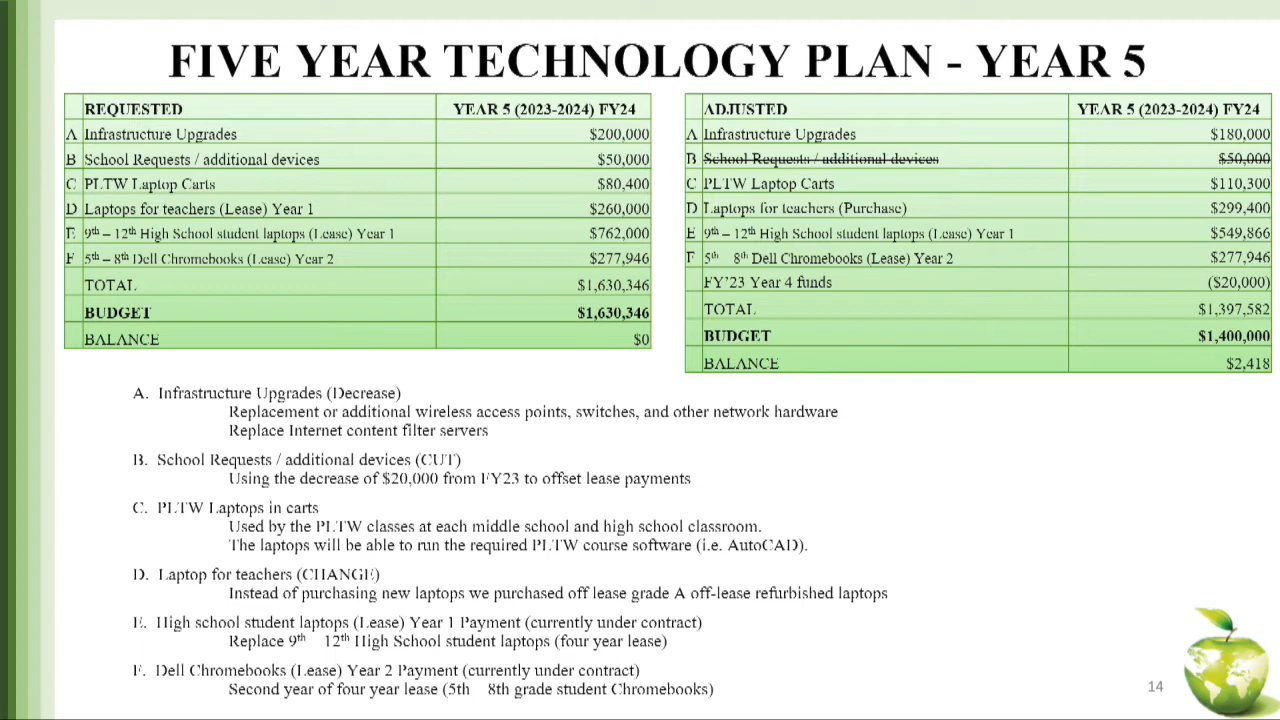 FIVE YEAR TECHNOLOGY PLAN - YEAR 5
REQUESTED YEAR 5 (2023-2024) FY24
A Infrastructure Upgrades $200,000
B School Requests / additional devices $50,000
C PLTW Laptop Carts $80,400
D Laptops for teachers (Lease) Year 1 $260,000
E 9th – 12th High School student laptops (Lease) Year 1 $762,000
F 5th – 8th Dell Chromebooks (Lease) Year 2 $277,946
TOTAL $1,630,346
BUDGET $1,630,346
BALANCE $0
ADJUSTED YEAR 5 (2023-2024) FY24
A Infrastructure Upgrades $180,000
B School Requests / additional devices $50,000
C PLTW Laptop Carts $110,300
D Laptops for teachers (Purchase) $299,400
E 9th – 12th High School student laptops (Lease) Year 1 $549,866
F 5th – 8th Dell Chromebooks (Lease) Year 2 $277,946
FY'23 Year 4 funds ($20,000)
TOTAL $1,397,582
BUDGET $1,400,000
BALANCE $2,418
A. Infrastructure Upgrades (Decrease)
Replacement or additional wireless access points, switches, and other network hardware
Replace Internet content filter servers
B. School Requests / additional devices (CUT)
Using the decrease of $20,000 from FY23 to offset lease payments
C. PLTW Laptops in carts
Used by the PLTW classes at each middle school and high school classroom.
The laptops will be able to run the required PLTW course software (i.e. AutoCAD).
D. Laptop for teachers (CHANGE)
Instead of purchasing new laptops we purchased off lease grade A off-lease refurbished laptops
E. High school student laptops (Lease) Year 1 Payment (currently under contract)
Replace 9th – 12th High School student laptops (four year lease)
F. Dell Chromebooks (Lease) Year 2 Payment (currently under contract)
Second year of four year lease (5th – 8th grade student Chromebooks)
14